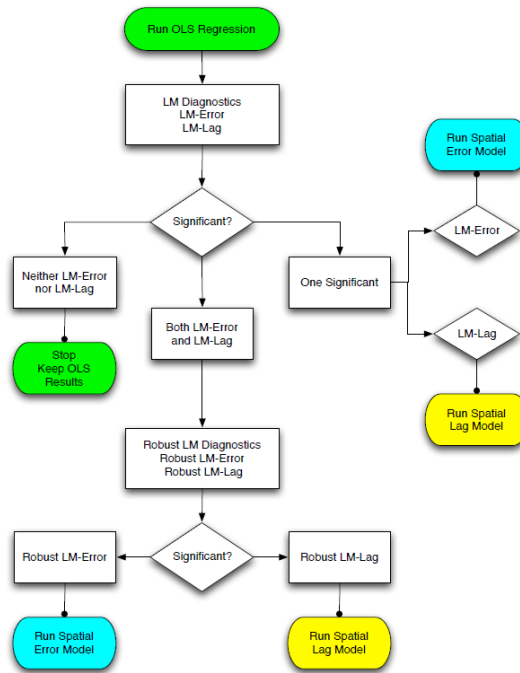 Run OLS Regression
LM Diagnostics
LM-Error
LM-Lag
Run Spatial
Error Model
Significant?
LM-Error
Neither LM-Error
nor LM-Lag
One Significant
Both LM-Error
and LM-Lag
LM-Lag
Stop
Keep OLS
Results
Run Spatial
Lag Model
Robust LM Diagnostics
Robust LM-Error
Robust LM-Lag
Robust LM-Error
Significant?
Robust LM-Lag
Run Spatial
Error Model
Run Spatial
Lag Model